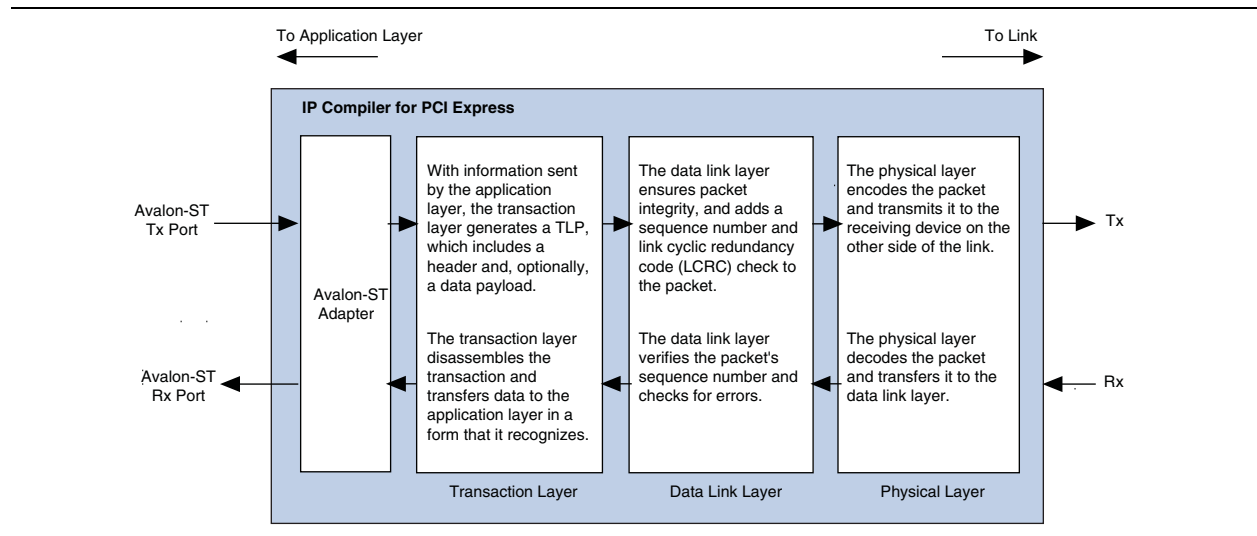 To Application Layer
To Link
IP Compiler for PCI Express
Avalon-ST
Tx Port
Avalon-ST
Rx Port
Avalon-ST
Adapter
With information sent
by the application
layer, the transaction
layer generates a TLP,
which includes a
header and, optionally,
a data payload.
The transaction layer
disassembles the
transaction and
transfers data to the
application layer in a
form that it recognizes.
Transaction Layer
The data link layer
ensures packet
integrity, and adds a
sequence number and
link cyclic redundancy
code (LCRC) check to
the packet.
The data link layer
verifies the packet's
sequence number and
checks for errors.
Data Link Layer
The physical layer
encodes the packet
and transmits it to the
receiving device on the
other side of the link.
The physical layer
decodes the packet
and transfers it to the
data link layer.
Physical Layer
Tx
Rx